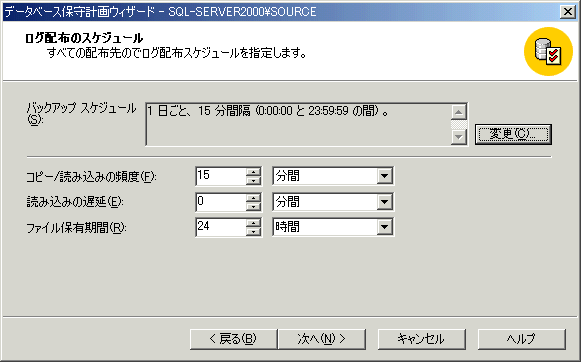 データベース保守計画ウィザード - SQL-SERVER2000¥SOURCE
ログ配布のスケジュール
すべての配布先のでログ配布スケジュールを指定します。
バックアップ スケジュール
(S):
1 日ごと、15 分間隔 (0:00:00 と 23:59:59 の間) 。
変更(C)...
コピー/読み込みの頻度(F):
15
分間
読み込みの遅延(E):
0
分間
ファイル保有期間(R):
24
時間
< 戻る(B)
次へ(N) >
キャンセル
ヘルプ